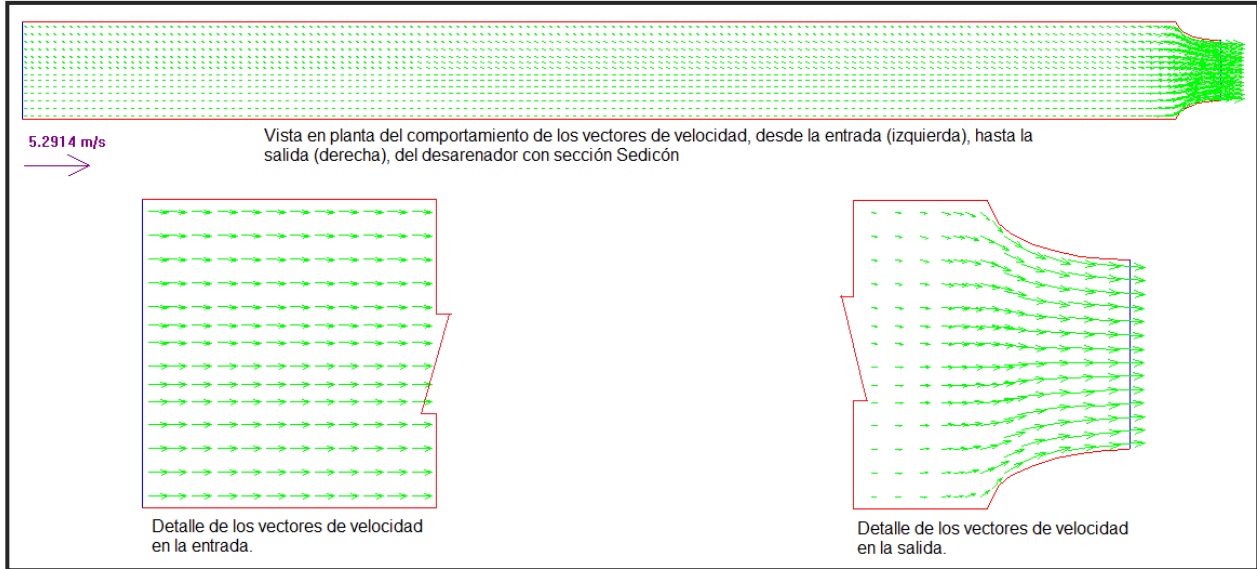 5.2914 m/s
Vista en planta del comportamiento de los vectores de velocidad, desde la entrada (izquierda), hasta la
salida (derecha), del desarenador con sección Sedicón
Detalle de los vectores de velocidad
en la entrada.
Detalle de los vectores de velocidad
en la salida.